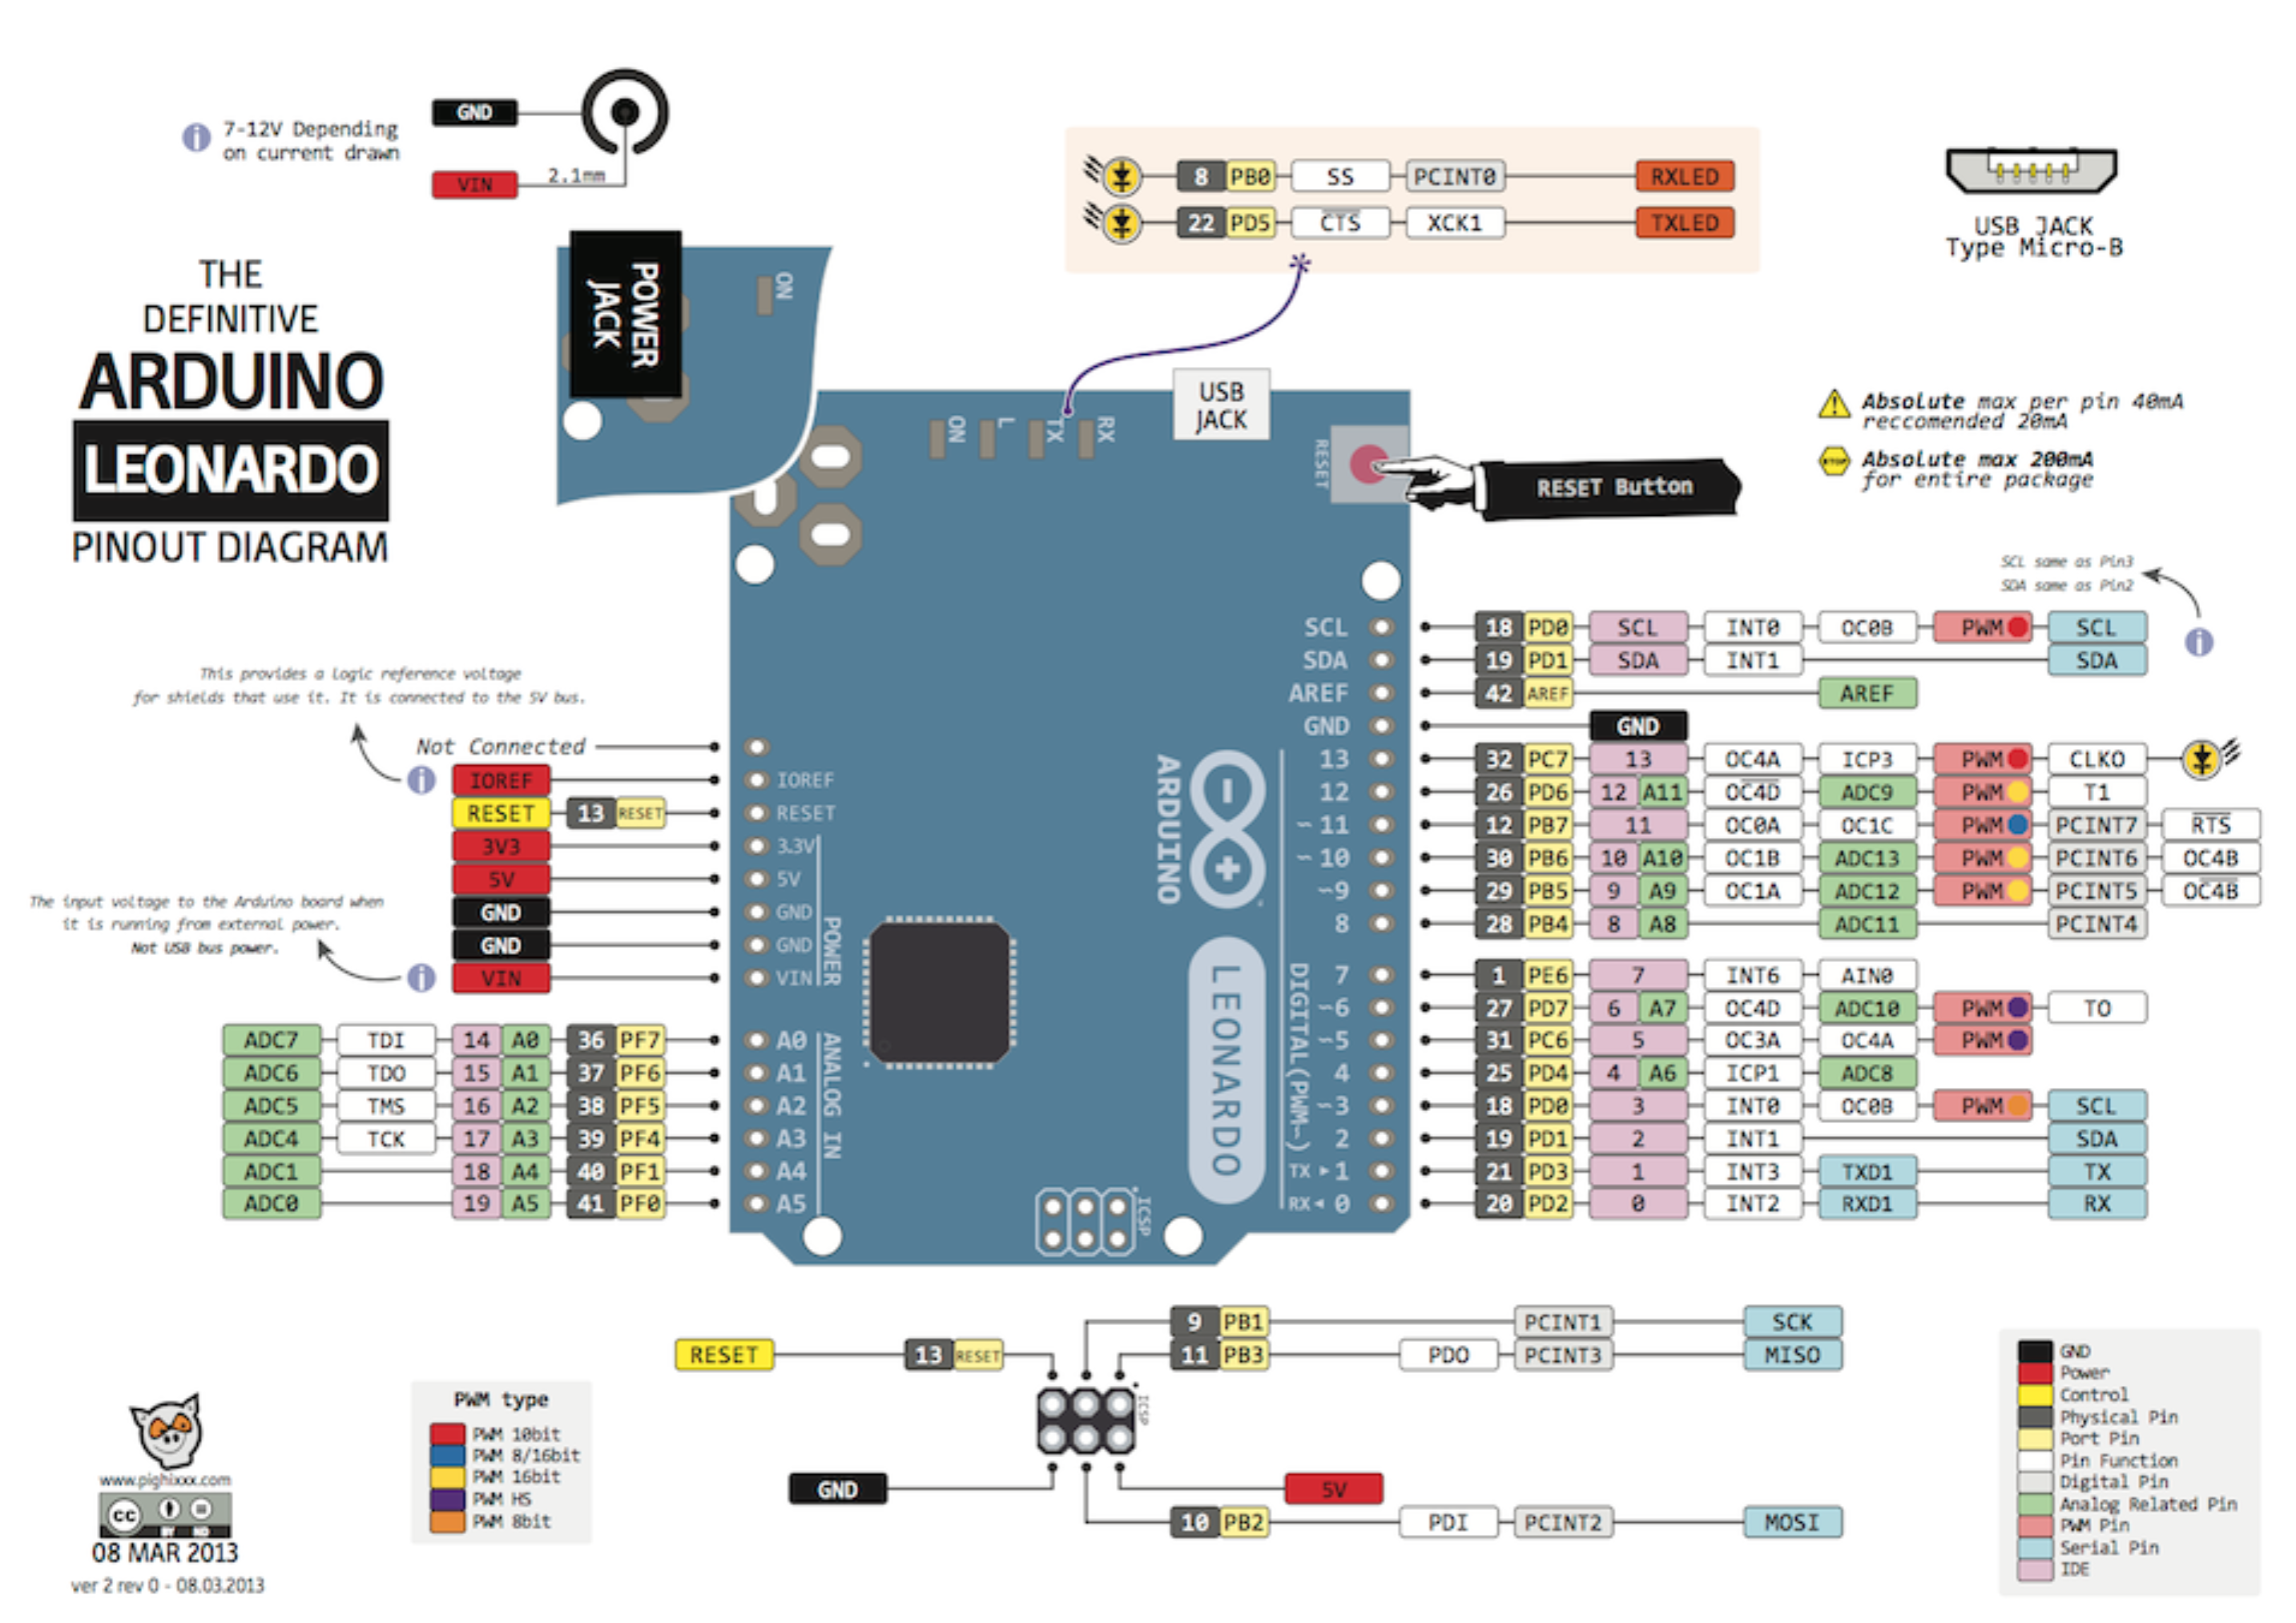 GND
7-12V Depending
on current drawn
VIN
2.1mm
8 PB0 SS PCINT0 RXLED
22 PD5 CTS XCK1 TXLED
USB JACK
Type Micro-B
THE
DEFINITIVE
ARDUINO
LEONARDO
PINOUT DIAGRAM
POWER
JACK
ON
ON
L
TX
RX
USB
JACK
RESET
RESET Button
Absolute max per pin 40mA
reccomended 20mA
STOP
Absolute max 200mA
for entire package
SCL same as Pin3
SDA same as Pin2
SCL 18 PD0 SCL INT0 OC0B PWM SCL
SDA 19 PD1 SDA INT1 SDA
AREF 42 AREF AREF
GND GND
13 32 PC7 13 OC4A ICP3 PWM CLKO
12 26 PD6 12 A11 OC4D ADC9 PWM T1
~ 11 12 PB7 11 OC0A OC1C PWM PCINT7 RTS
~ 10 30 PB6 10 A10 OC1B ADC13 PWM PCINT6 OC4B
~9 29 PB5 9 A9 OC1A ADC12 PWM PCINT5 OC4B
8 28 PB4 8 A8 ADC11 PCINT4
7 1 PE6 7 INT6 AIN0
~6 27 PD7 6 A7 OC4D ADC10 PWM TO
~5 31 PC6 5 OC3A OC4A PWM
4 25 PD4 4 A6 ICP1 ADC8
~3 18 PD0 3 INT0 OC0B PWM SCL
2 19 PD1 2 INT1 SDA
TX ▸ 1 21 PD3 1 INT3 TXD1 TX
RX ◂ 0 20 PD2 0 INT2 RXD1 RX
This provides a logic reference voltage
for shields that use it. It is connected to the 5V bus.
Not Connected
IOREF IOREF
RESET 13 RESET RESET
3V3 3.3V
5V 5V
GND GND
GND GND
VIN VIN
The input voltage to the Arduino board when
it is running from external power.
Not USB bus power.
POWER
ADC7 TDI 14 A0 36 PF7 A0
ADC6 TDO 15 A1 37 PF6 A1
ADC5 TMS 16 A2 38 PF5 A2
ADC4 TCK 17 A3 39 PF4 A3
ADC1 18 A4 40 PF1 A4
ADC0 19 A5 41 PF0 A5
ANALOG IN
ARDUINO
LEONARDO
DIGITAL(PWM~)
ICSP
9 PB1 PCINT1 SCK
RESET 13 RESET 11 PB3 PDO PCINT3 MISO
ICSP
GND 5V
10 PB2 PDI PCINT2 MOSI
PWM type
PWM 10bit
PWM 8/16bit
PWM 16bit
PWM HS
PWM 8bit
www.pighixxx.com
cc
BY ND
08 MAR 2013
ver 2 rev 0 - 08.03.2013
GND
Power
Control
Physical Pin
Port Pin
Pin Function
Digital Pin
Analog Related Pin
PWM Pin
Serial Pin
IDE